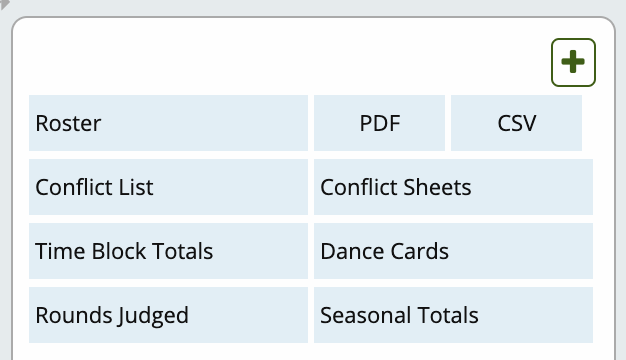 Roster PDF CSV
Conflict List Conflict Sheets
Time Block Totals Dance Cards
Rounds Judged Seasonal Totals